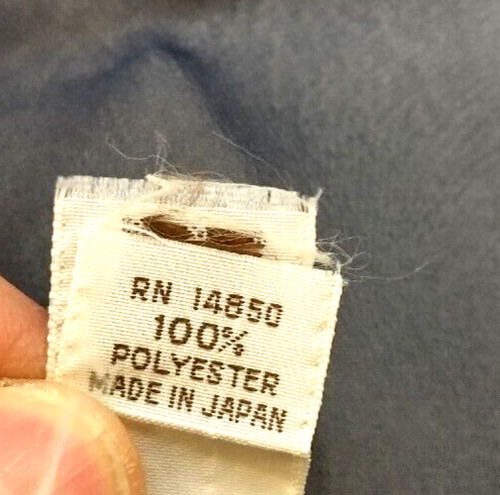 RN 14850
100%
POLYESTER
MADE IN JAPAN